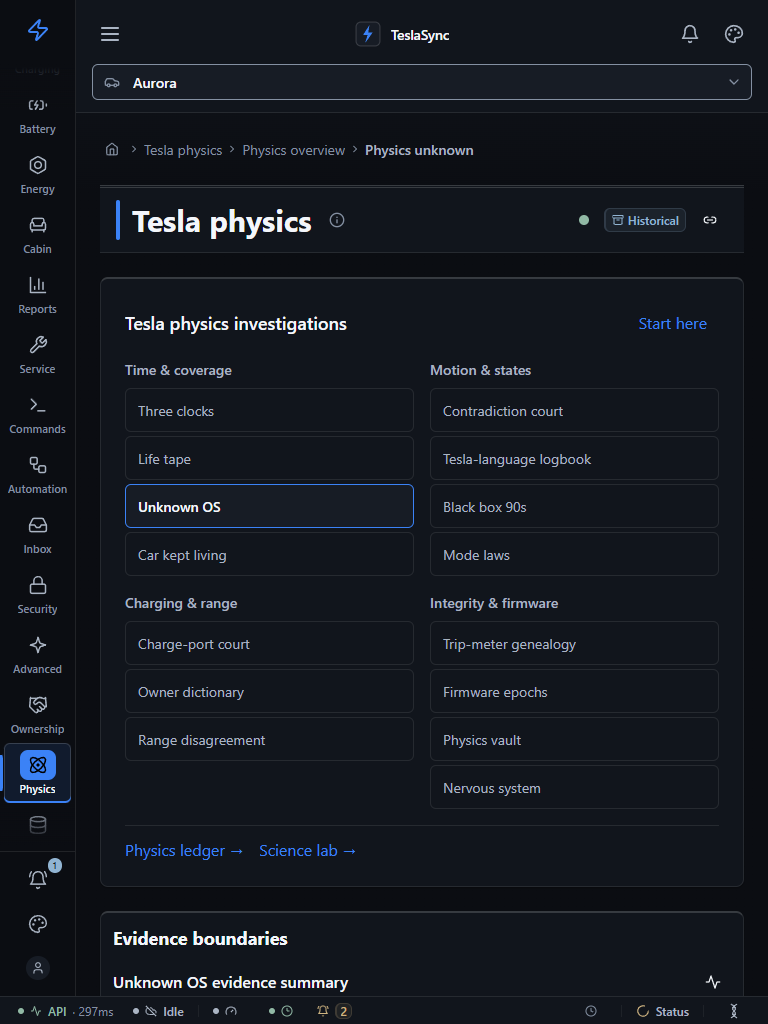 TeslaSync
Aurora
Charging
Battery
Energy
Cabin
Reports
Service
Commands
Automation
Inbox
Security
Advanced
Ownership
Physics
1
Tesla physics > Physics overview > Physics unknown
Tesla physics
Historical
Tesla physics investigations
Start here
Time & coverage
Three clocks
Life tape
Unknown OS
Car kept living
Motion & states
Contradiction court
Tesla-language logbook
Black box 90s
Mode laws
Charging & range
Charge-port court
Owner dictionary
Range disagreement
Integrity & firmware
Trip-meter genealogy
Firmware epochs
Physics vault
Nervous system
Physics ledger → Science lab →
Evidence boundaries
Unknown OS evidence summary
API · 297ms Idle 2 Status